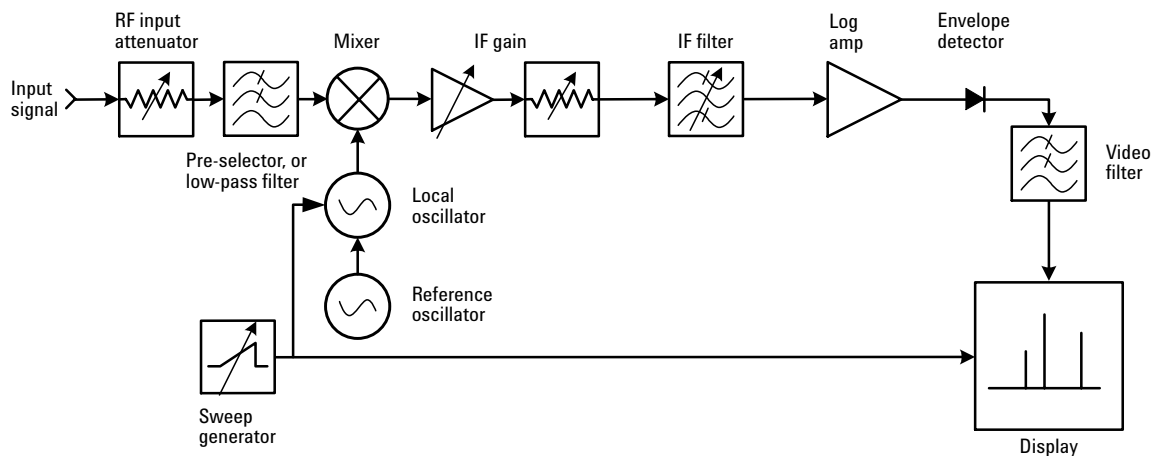 RF input
attenuator
Mixer
IF gain
IF filter
Log
amp
Envelope
detector
Input
signal
Pre-selector, or
low-pass filter
Video
filter
Local
oscillator
Reference
oscillator
Sweep
generator
Display